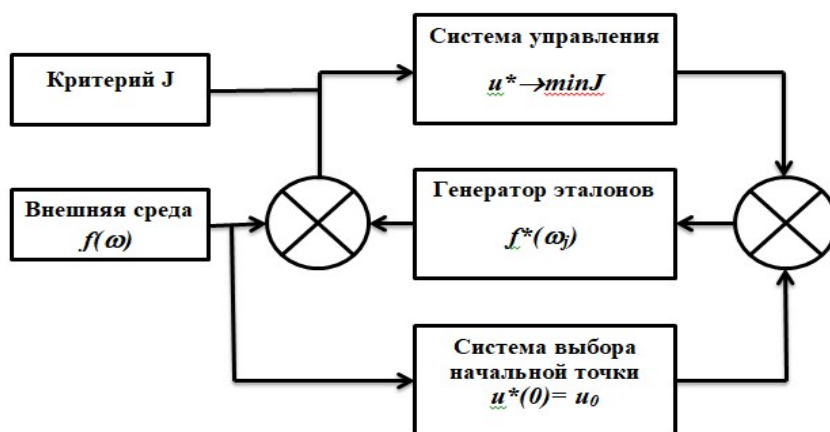 Система управления
u* →minJ
Критерий J
Внешняя среда
f(ω)
Генератор эталонов
f*(ωj)
Система выбора
начальной точки
u*(0)= u0